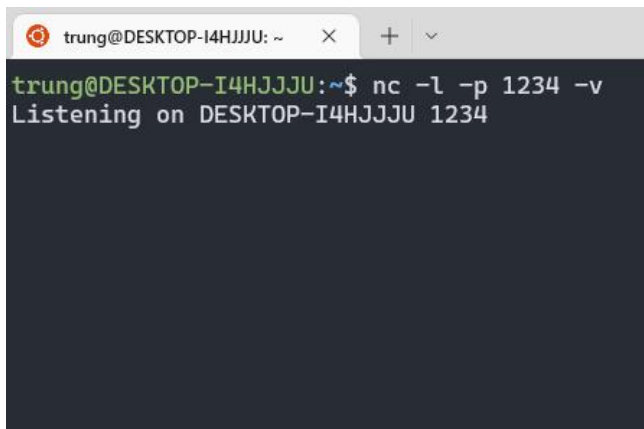 trung@DESKTOP-I4HJJJU: ~
trung@DESKTOP-I4HJJJU:~$ nc -l -p 1234 -v
Listening on DESKTOP-I4HJJJU 1234